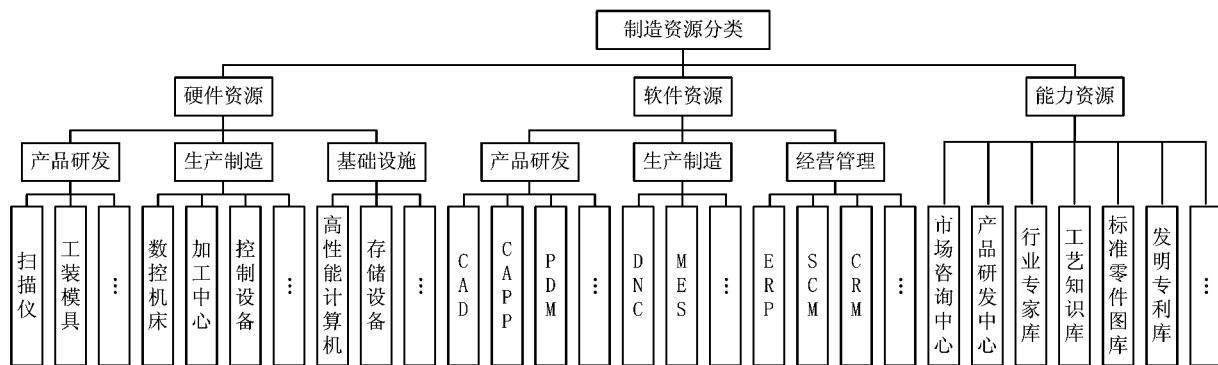 制造资源分类
硬件资源
软件资源
能力资源
产品研发
生产制造
基础设施
产品研发
生产制造
经营管理
扫描仪
工装模具
⋮
数控机床
加工中心
控制设备
⋮
高性能计算机
存储设备
⋮
CAD
CAPP
PDM
⋮
DNC
MES
⋮
ERP
SCM
CRM
⋮
市场咨询中心
产品研发中心
行业专家库
工艺知识库
标准零件图库
发明专利库
⋮